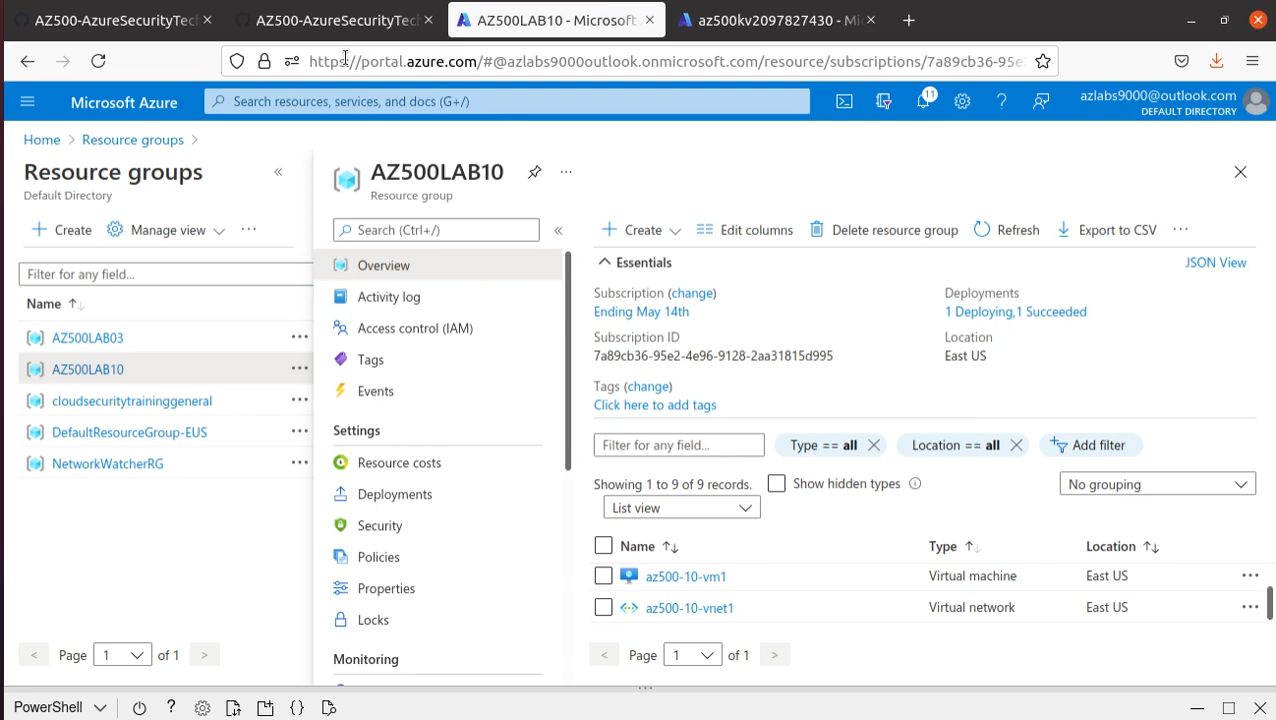 AZ500-AzureSecurityTech
AZ500-AzureSecurityTech
AZ500LAB10 - Microsoft
az500kv2097827430 - Mi
https://portal.azure.com/#@azlabs9000outlook.onmicrosoft.com/resource/subscriptions/7a89cb36-95e
Microsoft Azure
Search resources, services, and docs (G+/)
11
azlabs9000@outlook.com
DEFAULT DIRECTORY
Home > Resource groups >
Resource groups
Default Directory
Create
Manage view
Filter for any field...
Name
AZ500LAB03
AZ500LAB10
cloudsecuritytraininggeneral
DefaultResourceGroup-EUS
NetworkWatcherRG
< Page 1 of 1 >
AZ500LAB10
Resource group
Search (Ctrl+/)
Overview
Activity log
Access control (IAM)
Tags
Events
Settings
Resource costs
Deployments
Security
Policies
Properties
Locks
Monitoring
Create Edit columns Delete resource group Refresh Export to CSV
Essentials
JSON View
Subscription (change)
Ending May 14th
Subscription ID
7a89cb36-95e2-4e96-9128-2aa31815d995
Tags (change)
Click here to add tags
Deployments
1 Deploying,1 Succeeded
Location
East US
Filter for any field...
Type == all
Location == all
Add filter
Showing 1 to 9 of 9 records.
Show hidden types
No grouping
List view
Name Type Location
az500-10-vm1 Virtual machine East US
az500-10-vnet1 Virtual network East US
< Page 1 of 1 >
PowerShell